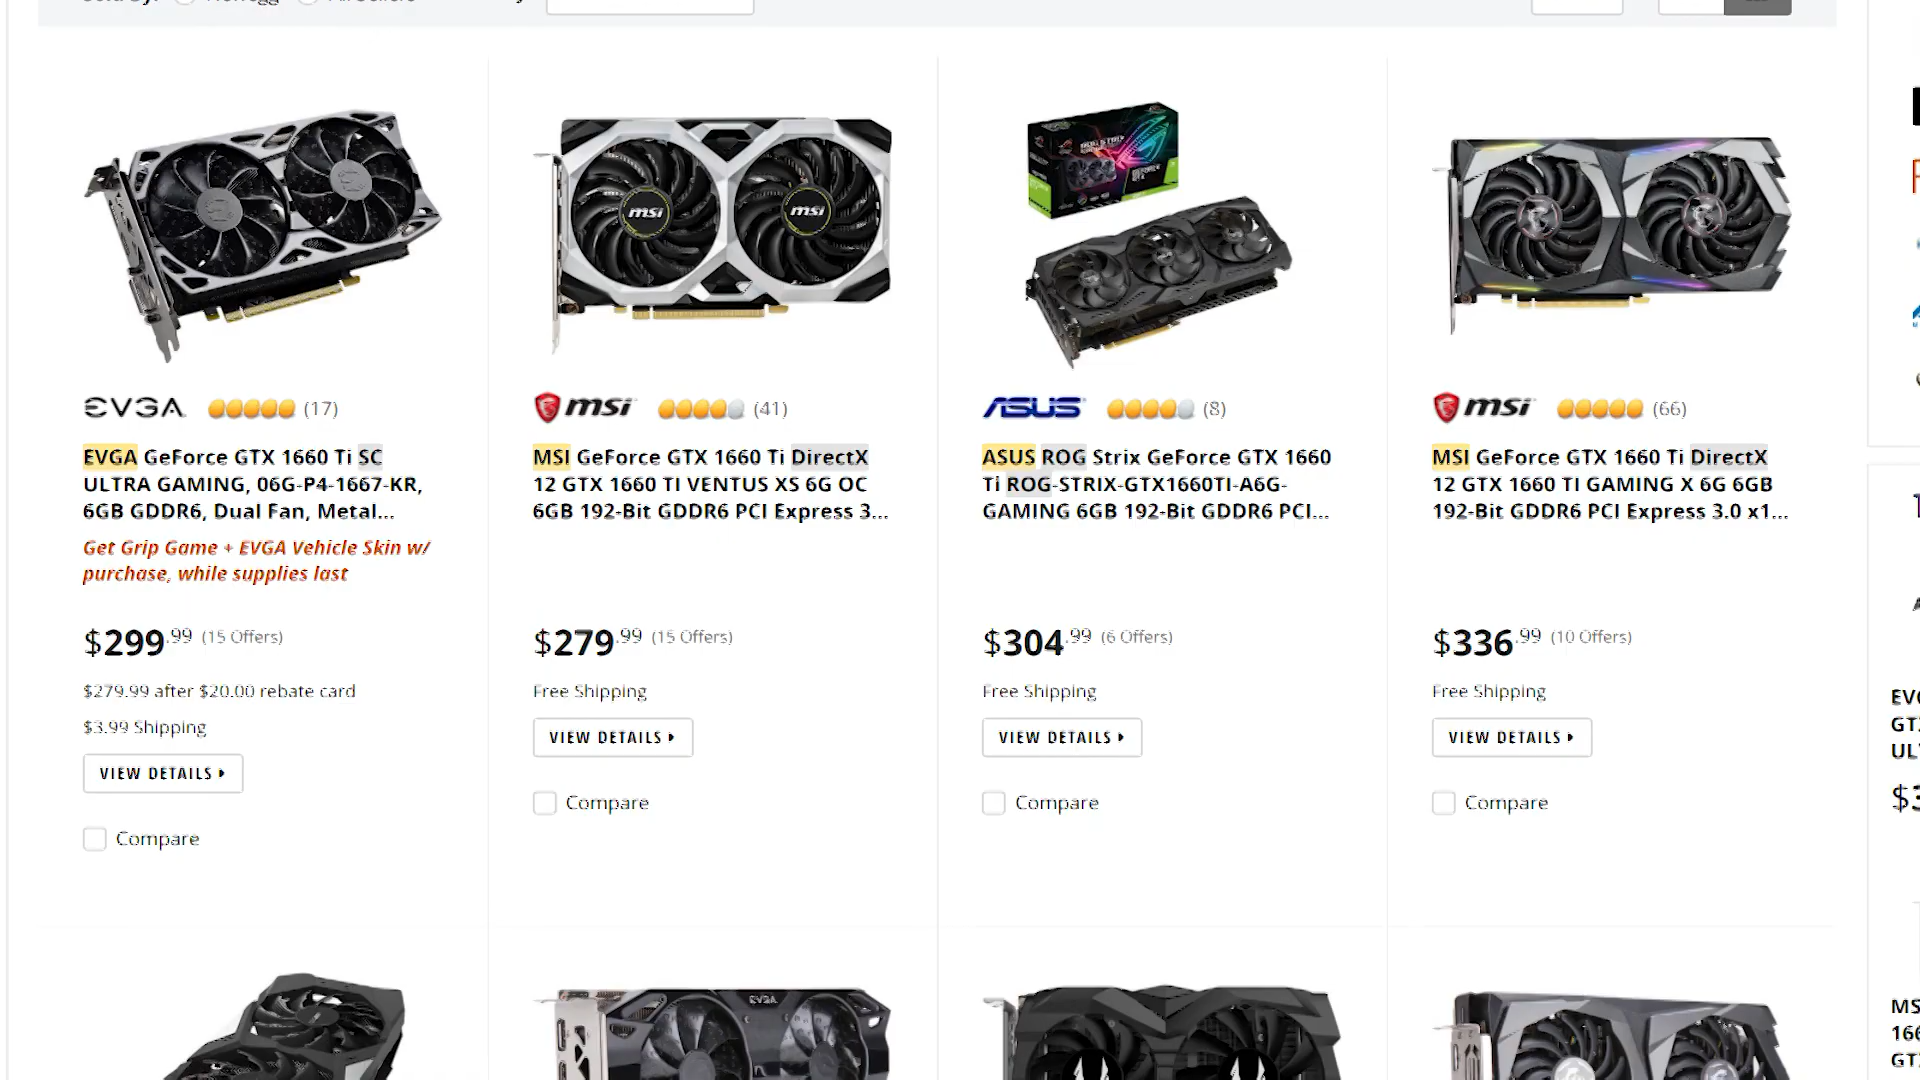 EVGA (17)
EVGA GeForce GTX 1660 Ti SC
ULTRA GAMING, 06G-P4-1667-KR,
6GB GDDR6, Dual Fan, Metal...
Get Grip Game + EVGA Vehicle Skin w/
purchase, while supplies last
$299.99 (15 Offers)
$279.99 after $20.00 rebate card
$3.99 Shipping
VIEW DETAILS
Compare
msi msi
msi (41)
MSI GeForce GTX 1660 Ti DirectX
12 GTX 1660 TI VENTUS XS 6G OC
6GB 192-Bit GDDR6 PCI Express 3...
$279.99 (15 Offers)
Free Shipping
VIEW DETAILS
Compare
ASUS (8)
ASUS ROG Strix GeForce GTX 1660
Ti ROG-STRIX-GTX1660TI-A6G-
GAMING 6GB 192-Bit GDDR6 PCI...
$304.99 (6 Offers)
Free Shipping
VIEW DETAILS
Compare
msi (66)
MSI GeForce GTX 1660 Ti DirectX
12 GTX 1660 TI GAMING X 6G 6GB
192-Bit GDDR6 PCI Express 3.0 x1...
$336.99 (10 Offers)
Free Shipping
VIEW DETAILS
Compare
EVGA